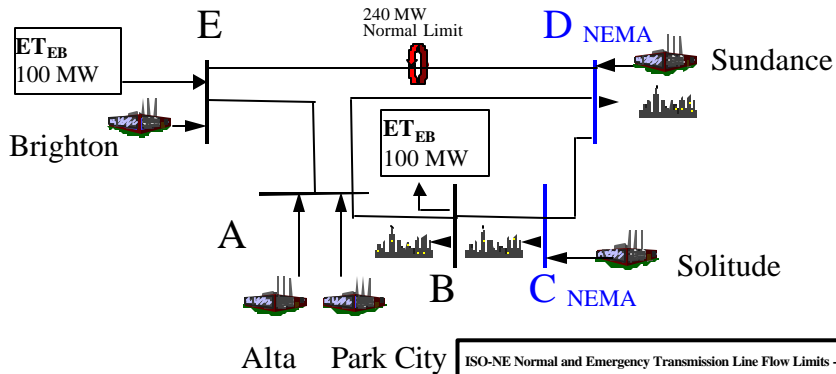 E
240 MW
Normal Limit
D NEMA
ET EB
100 MW
Sundance
Brighton
ET EB
100 MW
A
B
C NEMA
Solitude
Alta
Park City
ISO-NE Normal and Emergency Transmission Line Flow Limits -